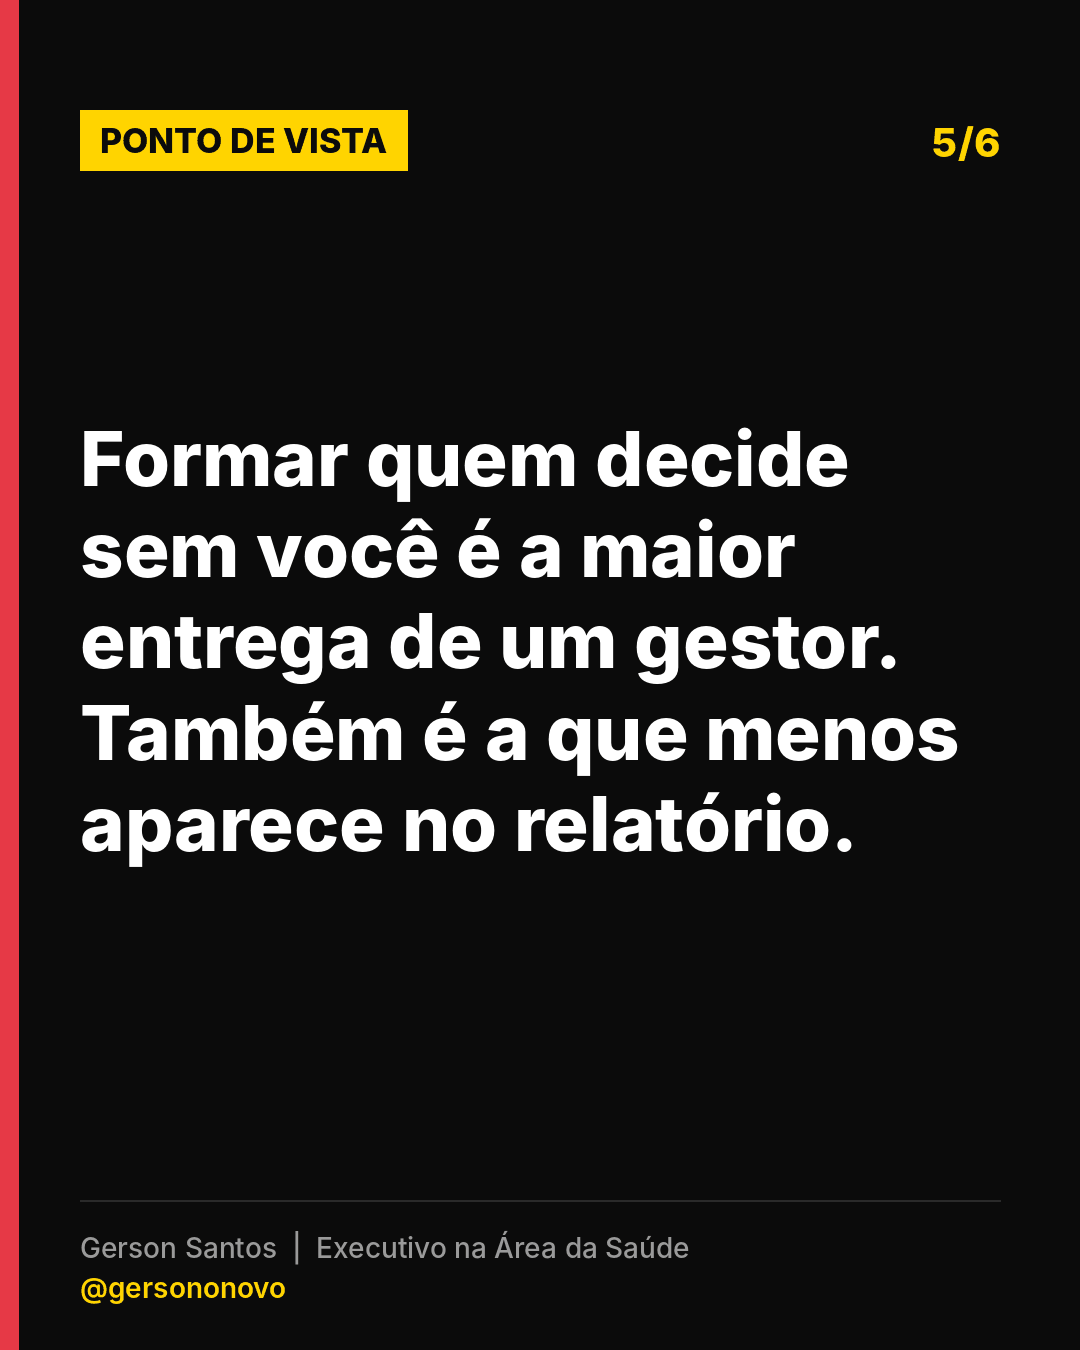 PONTO DE VISTA
5/6
Formar quem decide
sem você é a maior
entrega de um gestor.
Também é a que menos
aparece no relatório.
Gerson Santos | Executivo na Área da Saúde
@gersononovo